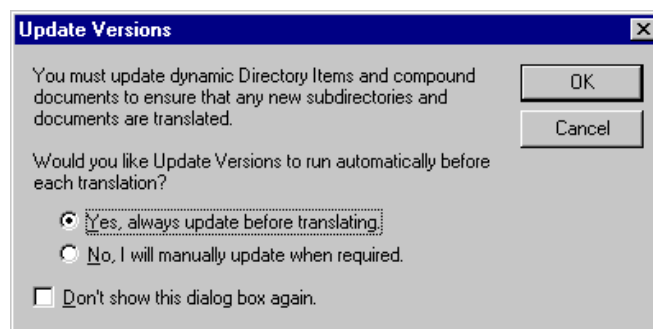 Update Versions
You must update dynamic Directory Items and compound
documents to ensure that any new subdirectories and
documents are translated.
OK
Cancel
Would you like Update Versions to run automatically before
each translation?
Yes, always update before translating.
No, I will manually update when required.
Don't show this dialog box again.